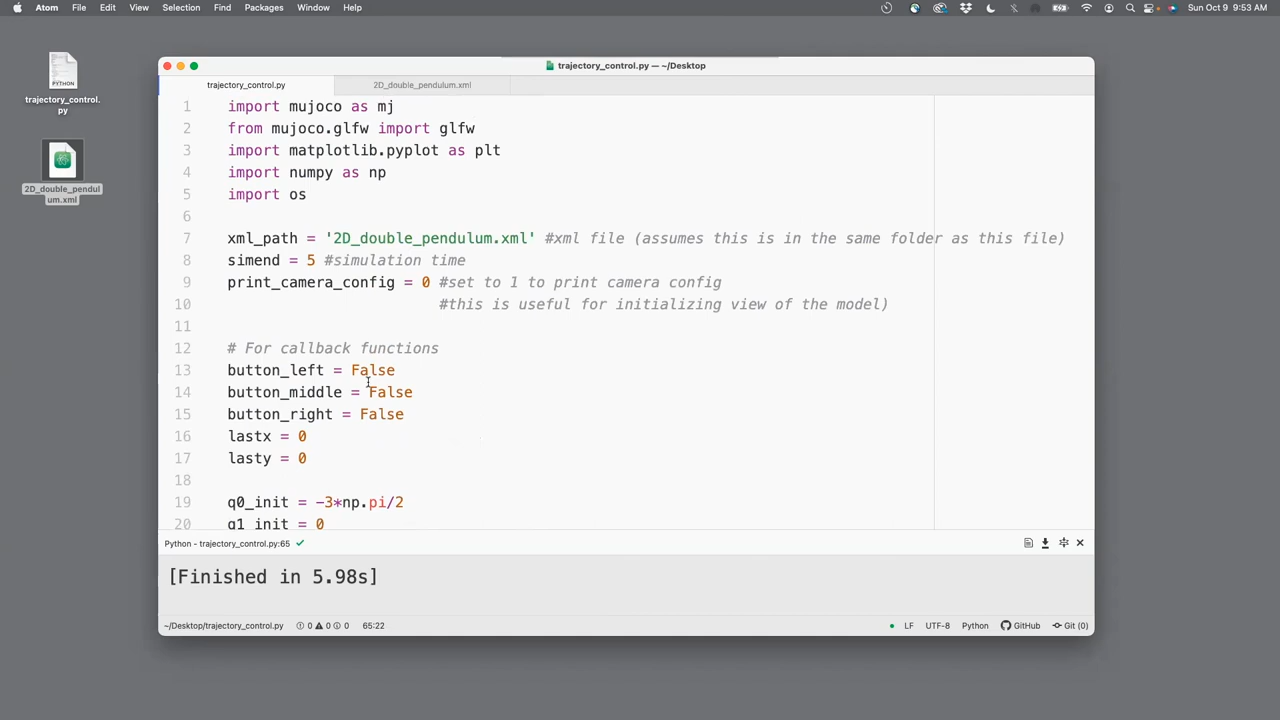 Atom File Edit View Selection Find Packages Window Help Sun Oct 9 9:53 AM
PYTHON
trajectory_control.
py
2D_double_pendul
um.xml
trajectory_control.py — ~/Desktop
trajectory_control.py 2D_double_pendulum.xml
1 import mujoco as mj
2 from mujoco.glfw import glfw
3 import matplotlib.pyplot as plt
4 import numpy as np
5 import os
6
7 xml_path = '2D_double_pendulum.xml' #xml file (assumes this is in the same folder as this file)
8 simend = 5 #simulation time
9 print_camera_config = 0 #set to 1 to print camera config
10 #this is useful for initializing view of the model)
11
12 # For callback functions
13 button_left = False
14 button_middle = False
15 button_right = False
16 lastx = 0
17 lasty = 0
18
19 q0_init = -3*np.pi/2
20 q1_init = 0
Python - trajectory_control.py:65
[Finished in 5.98s]
~/Desktop/trajectory_control.py 0 0 0 65:22 LF UTF-8 Python GitHub Git (0)